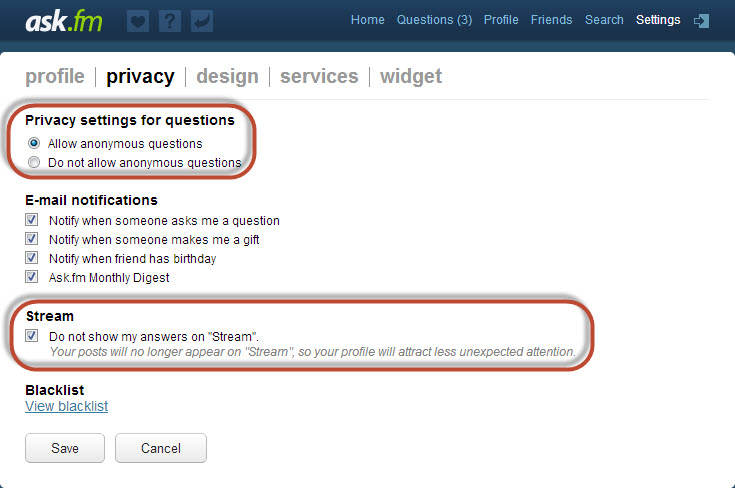 ask.fm Home Questions (3) Profile Friends Search Settings
profile privacy design services widget
Privacy settings for questions
Allow anonymous questions
Do not allow anonymous questions
E-mail notifications
Notify when someone asks me a question
Notify when someone makes me a gift
Notify when friend has birthday
Ask.fm Monthly Digest
Stream
Do not show my answers on "Stream".
Your posts will no longer appear on "Stream", so your profile will attract less unexpected attention.
Blacklist
View blacklist
Save Cancel